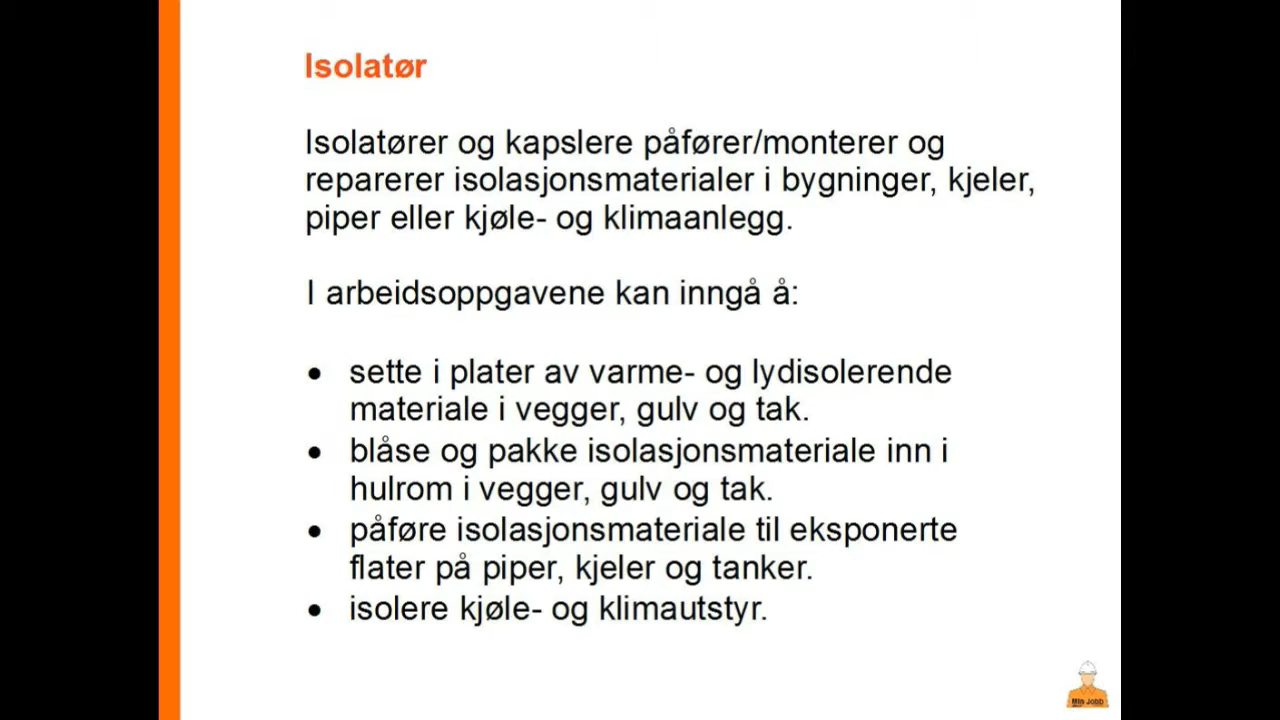 Isolatør
Isolatører og kapslere påfører/monterer og
reparerer isolasjonsmaterialer i bygninger, kjeler,
piper eller kjøle- og klimaanlegg.
I arbeidsoppgavene kan inngå å:
• sette i plater av varme- og lydisolerende
materiale i vegger, gulv og tak.
• blåse og pakke isolasjonsmateriale inn i
hulrom i vegger, gulv og tak.
• påføre isolasjonsmateriale til eksponerte
flater på piper, kjeler og tanker.
• isolere kjøle- og klimautstyr.
Min Jobb